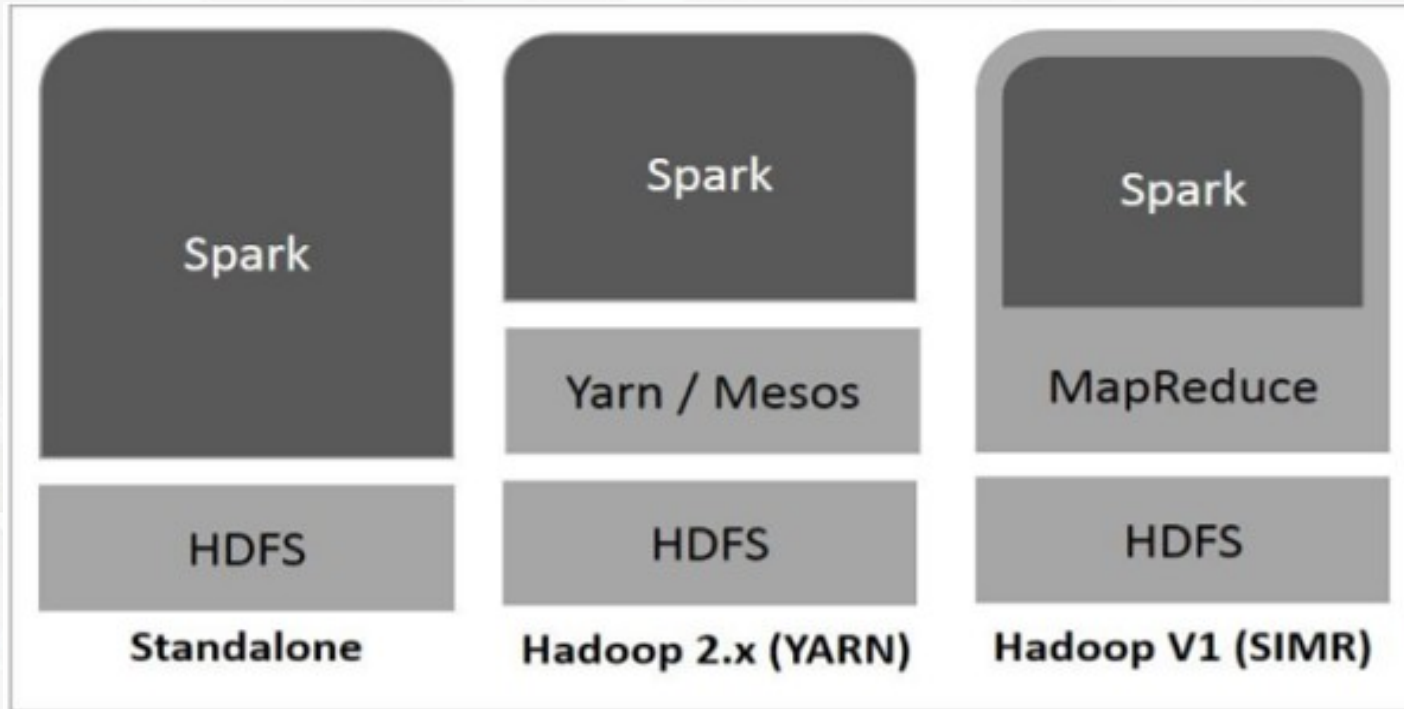 Spark
HDFS
Standalone
Spark
Yarn / Mesos
HDFS
Hadoop 2.x (YARN)
Spark
MapReduce
HDFS
Hadoop V1 (SIMR)